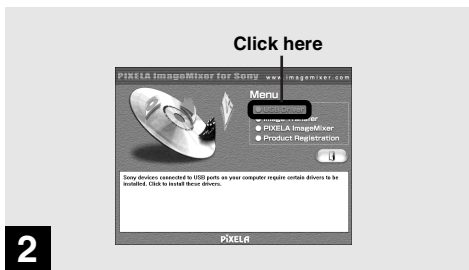 Click here
PIXELA ImageMixer for Sony www.imagemixer.com
Menu
USB Driver
Image Transfer
PIXELA ImageMixer
Product Registration
Sony devices connected to USB ports on your computer require certain drivers to be
installed. Click to install these drivers.
PIXELA
2